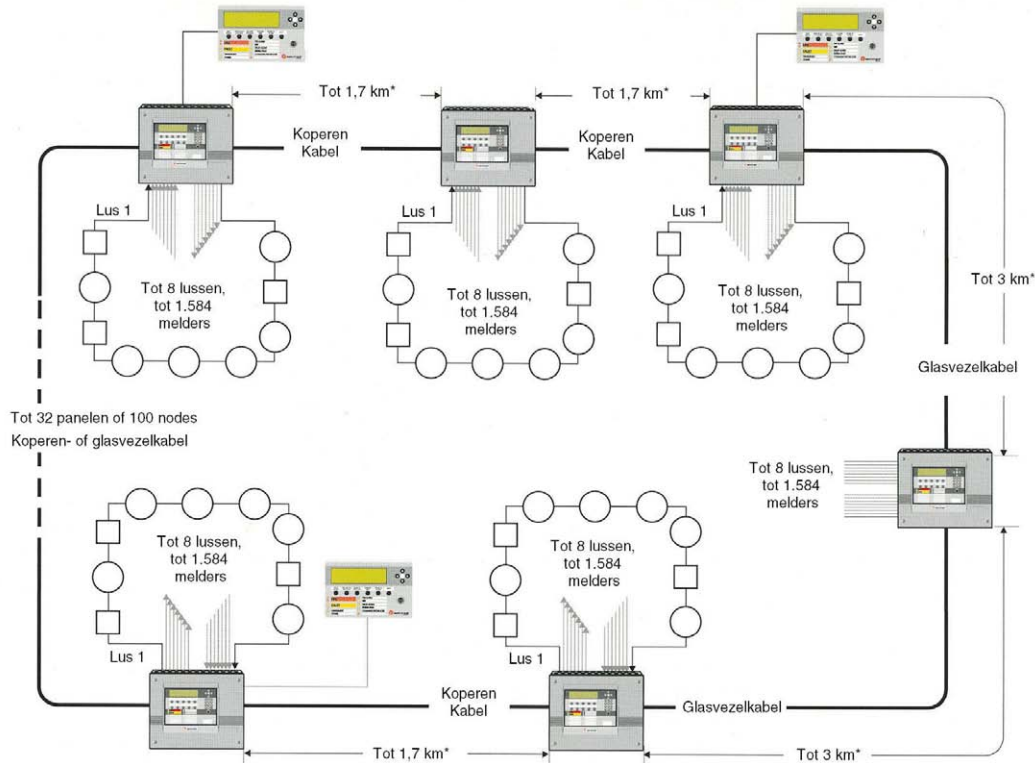 Tot 1,7 km*
Tot 1,7 km*
Koperen
Kabel
Koperen
Kabel
Lus 1
Lus 1
Lus 1
Tot 8 lussen,
tot 1.584
melders
Tot 8 lussen,
tot 1.584
melders
Tot 8 lussen,
tot 1.584
melders
Tot 3 km*
Glasvezelkabel
Tot 32 panelen of 100 nodes
Koperen- of glasvezelkabel
Tot 8 lussen,
tot 1.584
melders
Tot 8 lussen,
tot 1.584
melders
Tot 8 lussen,
tot 1.584
melders
Lus 1
Lus 1
Koperen
Kabel
Glasvezelkabel
Tot 1,7 km*
Tot 3 km*